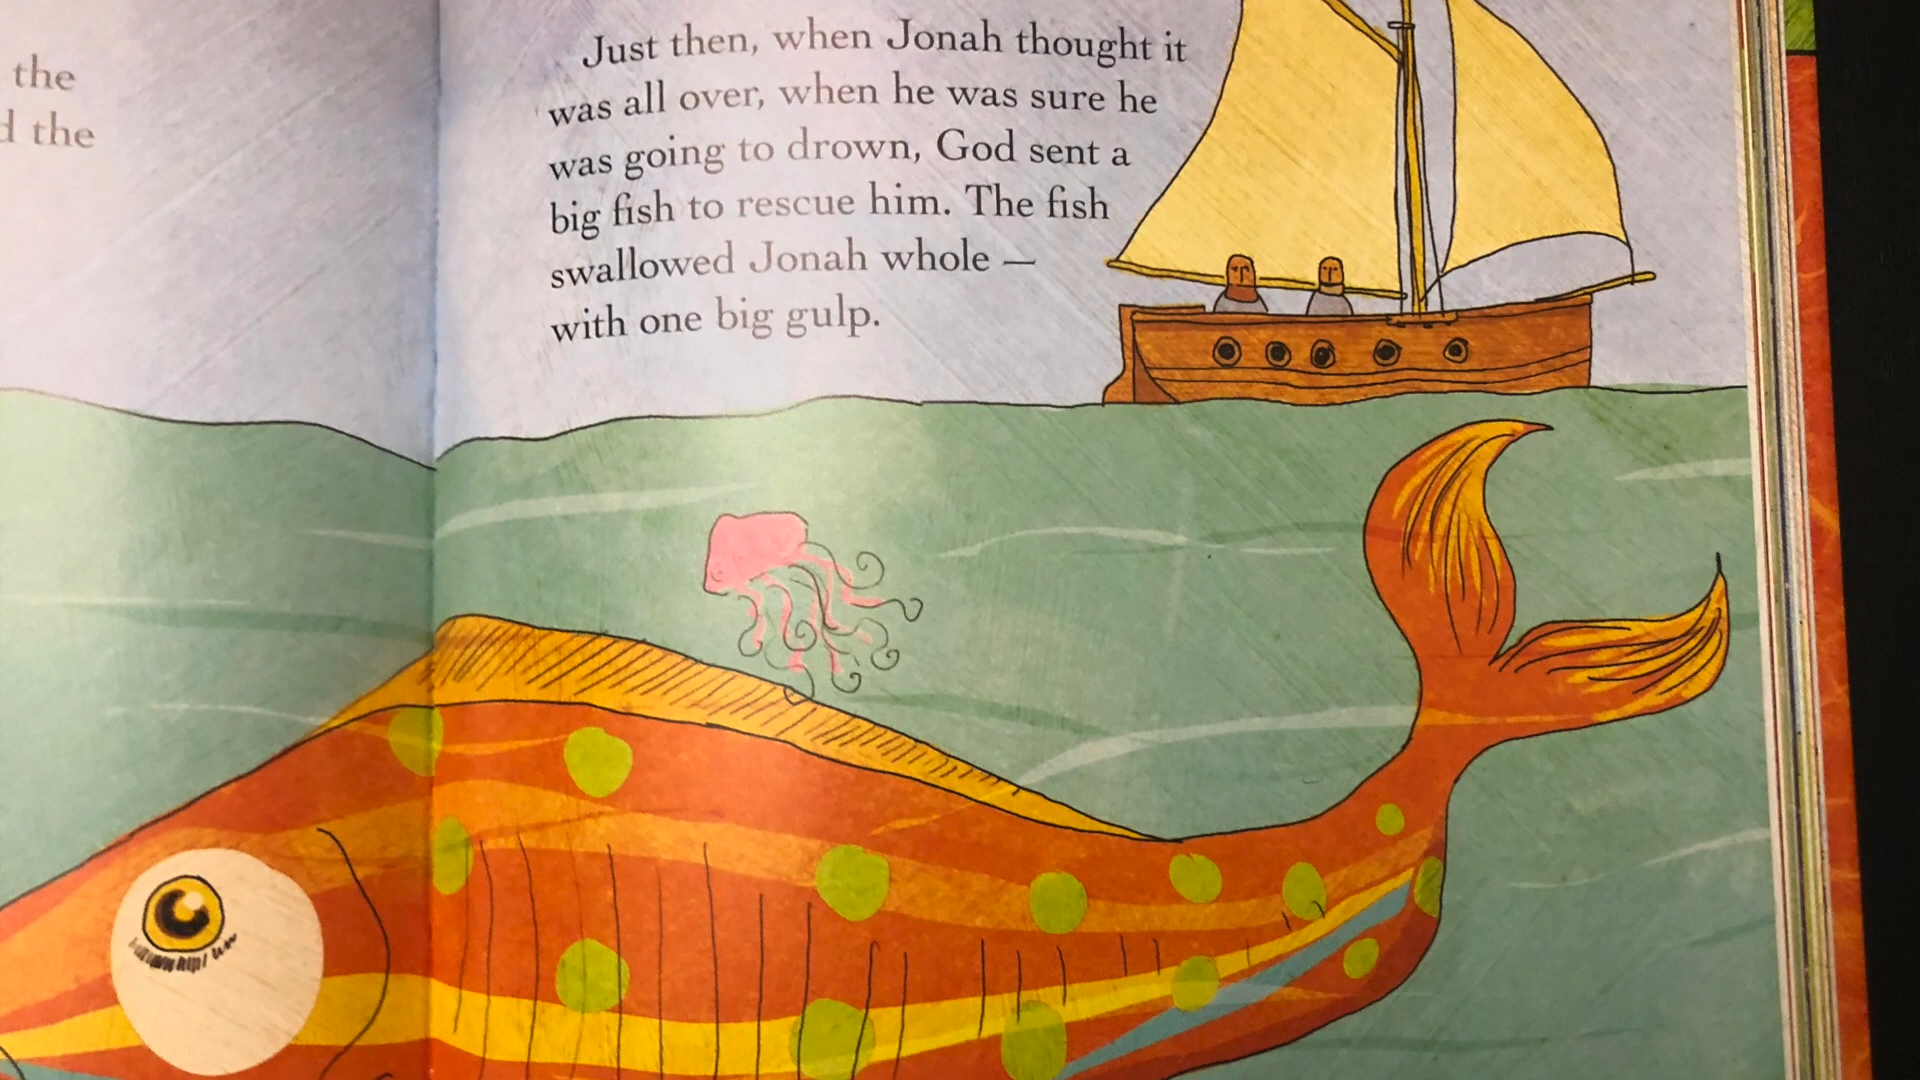 the
d the
Just then, when Jonah thought it
was all over, when he was sure he
was going to drown, God sent a
big fish to rescue him. The fish
swallowed Jonah whole —
with one big gulp.